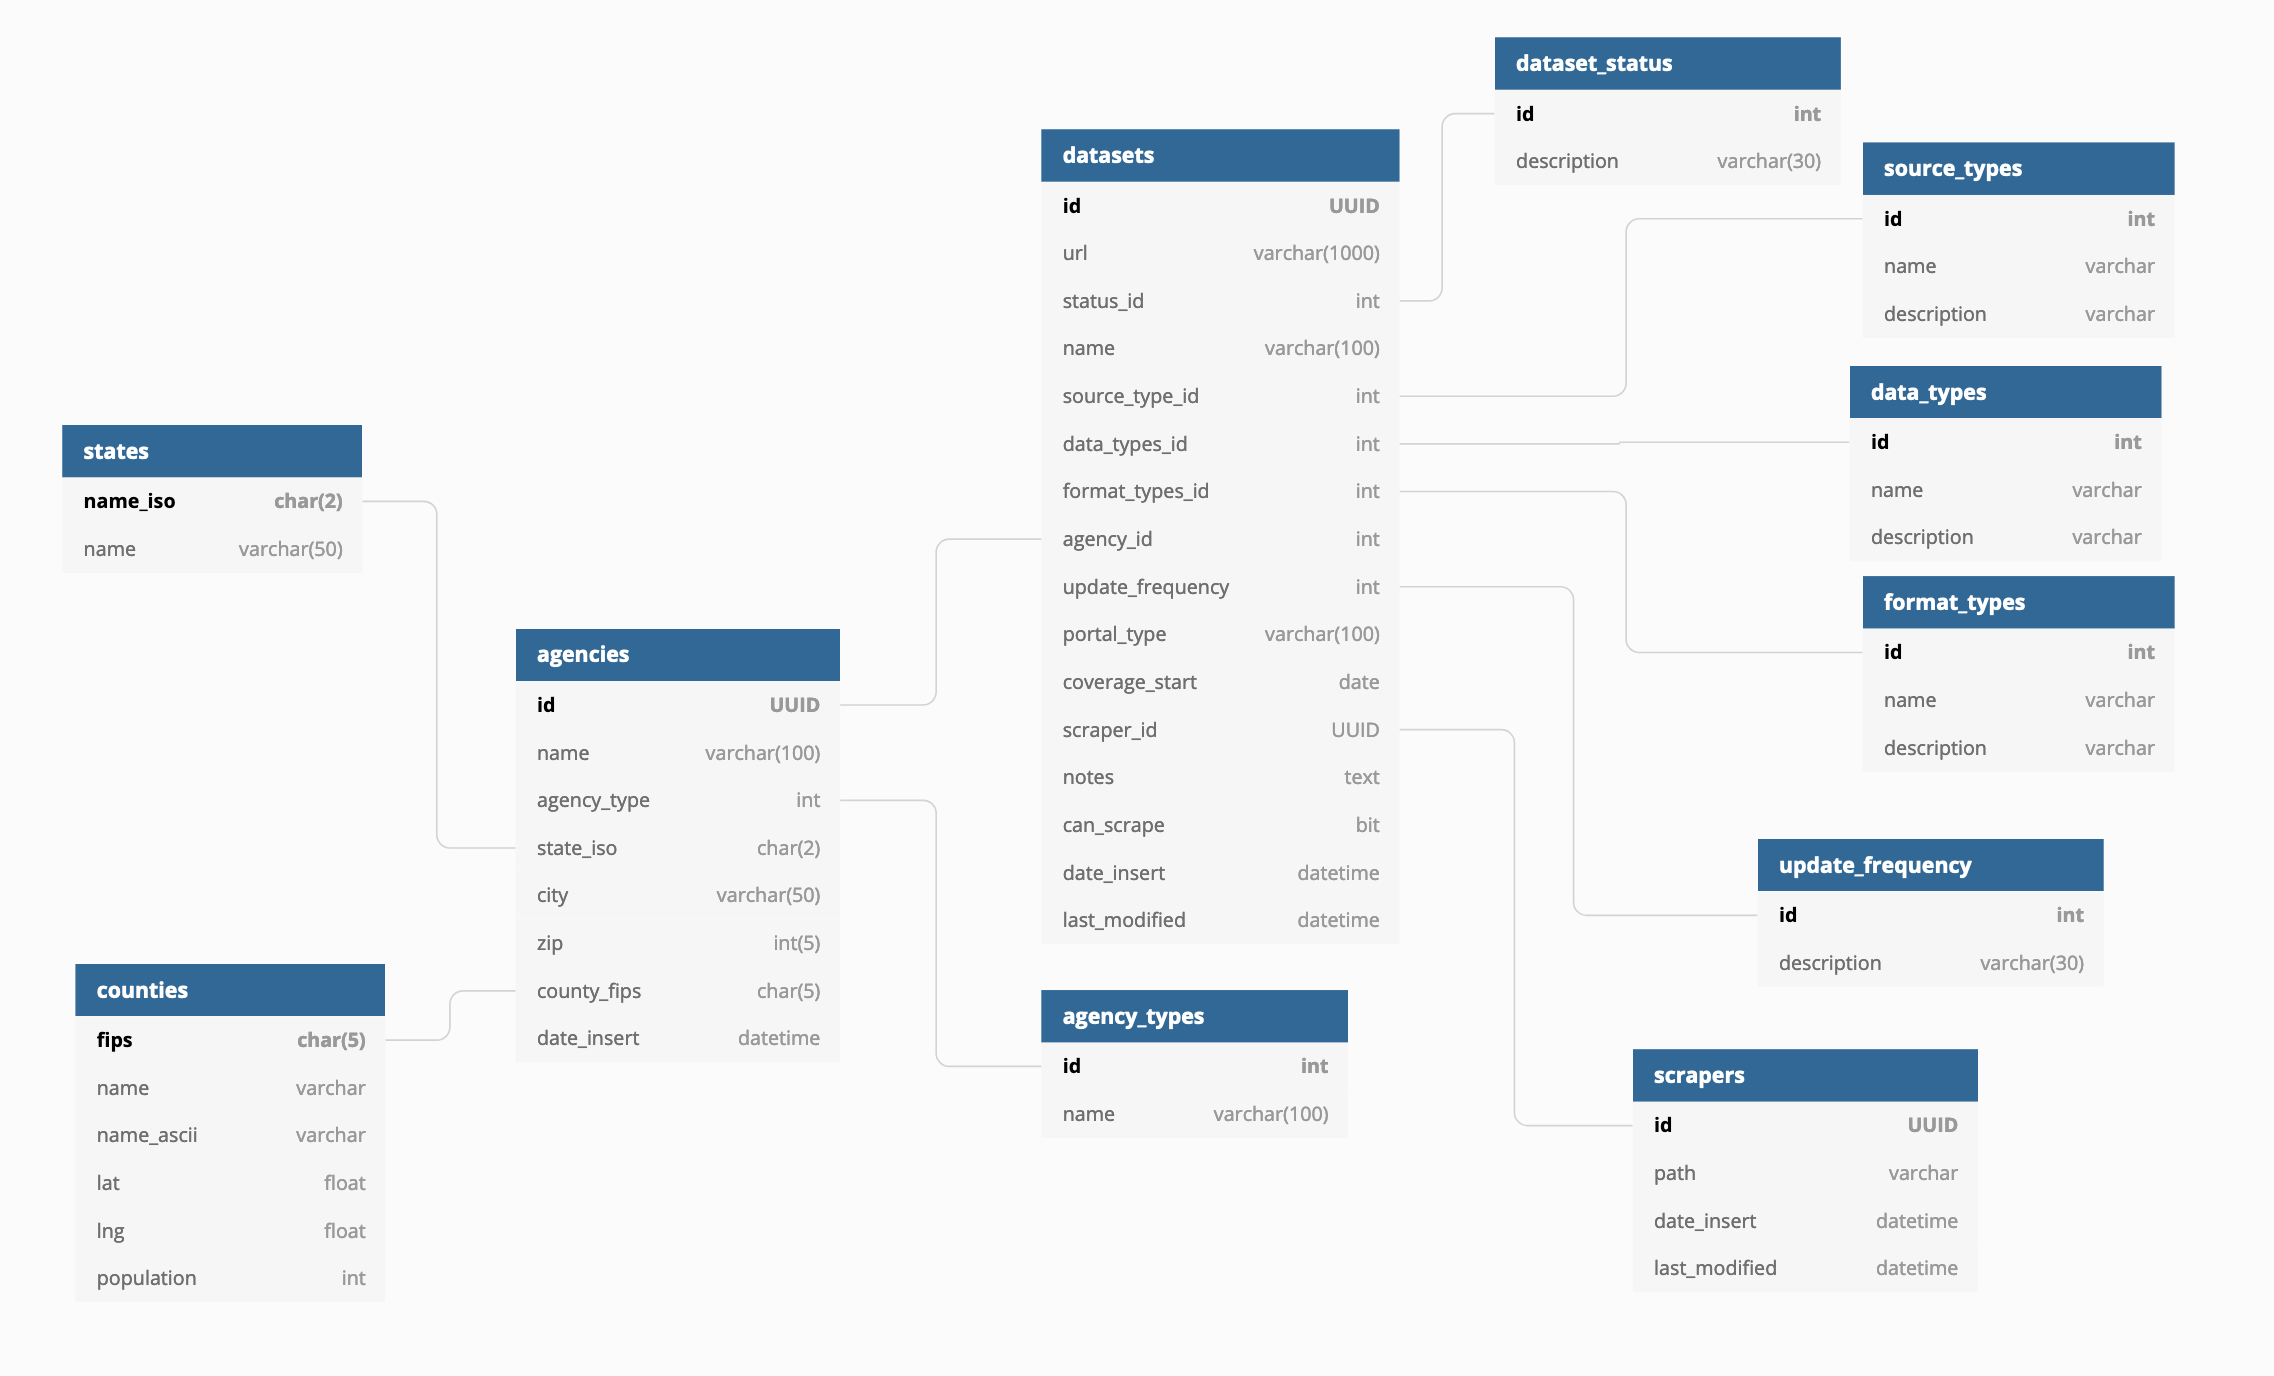 dataset_status
id int
description varchar(30)
datasets
id UUID
url varchar(1000)
status_id int
name varchar(100)
source_type_id int
data_types_id int
format_types_id int
agency_id int
update_frequency int
portal_type varchar(100)
coverage_start date
scraper_id UUID
notes text
can_scrape bit
date_insert datetime
last_modified datetime
source_types
id int
name varchar
description varchar
data_types
id int
name varchar
description varchar
format_types
id int
name varchar
description varchar
states
name_iso char(2)
name varchar(50)
agencies
id UUID
name varchar(100)
agency_type int
state_iso char(2)
city varchar(50)
zip int(5)
county_fips char(5)
date_insert datetime
update_frequency
id int
description varchar(30)
counties
fips char(5)
name varchar
name_ascii varchar
lat float
lng float
population int
agency_types
id int
name varchar(100)
scrapers
id UUID
path varchar
date_insert datetime
last_modified datetime